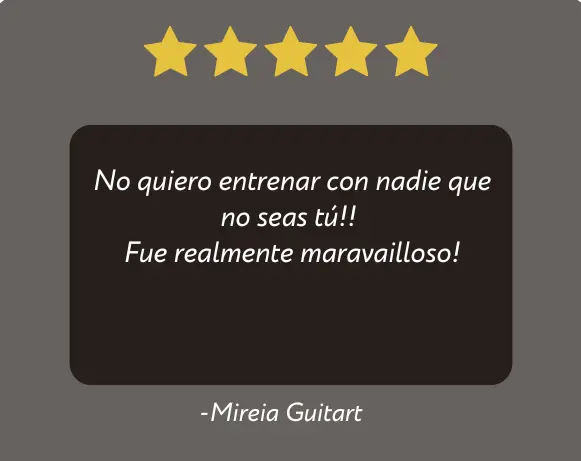 No quiero entrenar con nadie que
no seas tú!!
Fue realmente maravailloso!
-Mireia Guitart